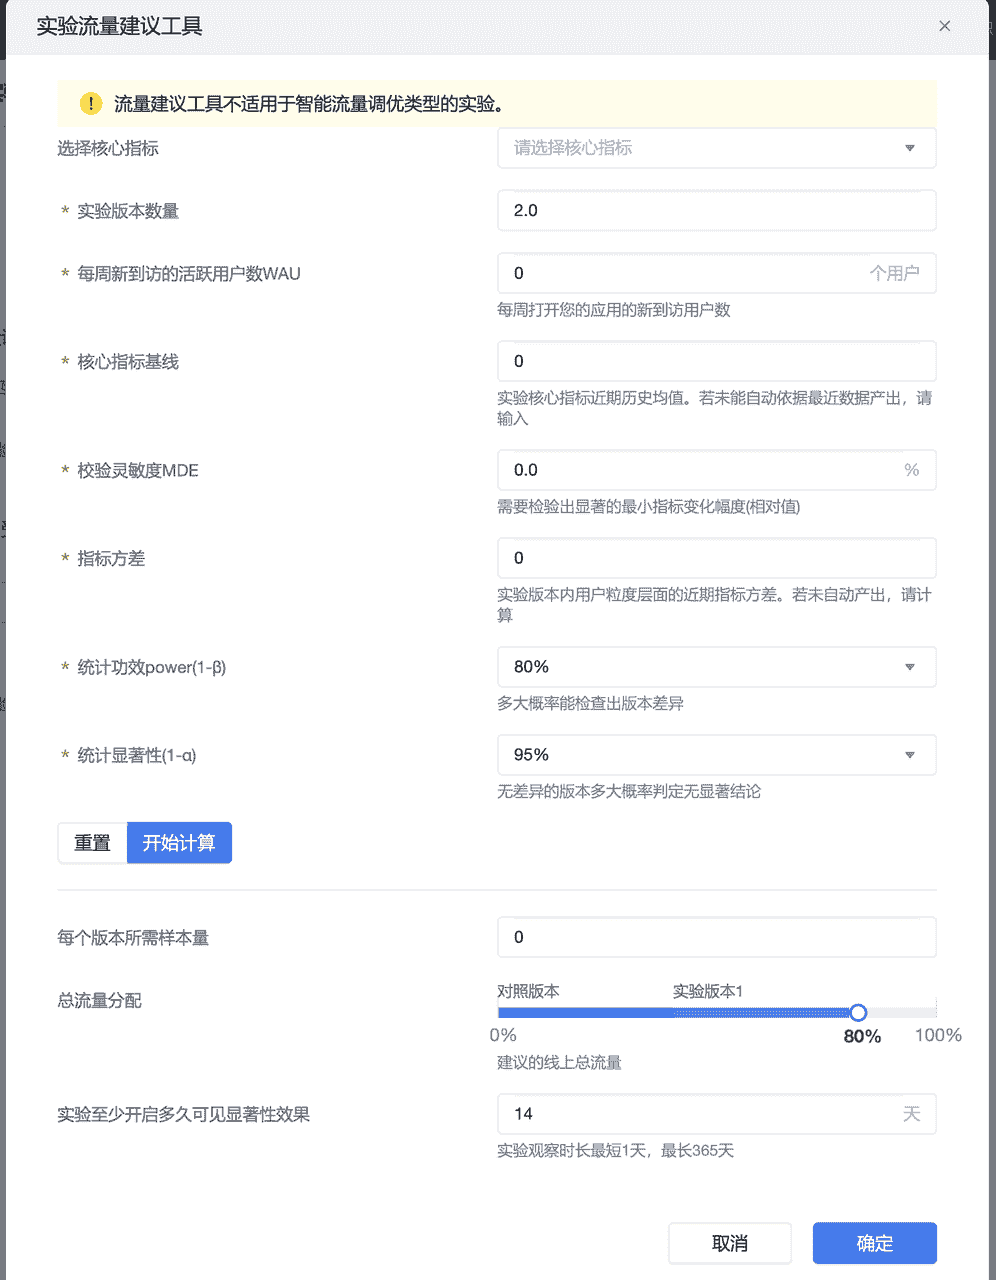 实验流量建议工具
×
! 流量建议工具不适用于智能流量调优类型的实验。
选择核心指标 请选择核心指标
* 实验版本数量 2.0
* 每周新到访的活跃用户数WAU 0 个用户
每周打开您的应用的新到访用户数
* 核心指标基线 0
实验核心指标近期历史均值。若未能自动依据最近数据产出，请
输入
* 校验灵敏度MDE 0.0 %
需要检验出显著的最小指标变化幅度(相对值)
* 指标方差 0
实验版本内用户粒度层面的近期指标方差。若未自动产出，请计
算
* 统计功效power(1-β) 80%
多大概率能检查出版本差异
* 统计显著性(1-α) 95%
无差异的版本多大概率判定无显著结论
重置 开始计算
每个版本所需样本量 0
总流量分配 对照版本 实验版本1
0% 80% 100%
建议的线上总流量
实验至少开启多久可见显著性效果 14 天
实验观察时长最短1天，最长365天
取消 确定